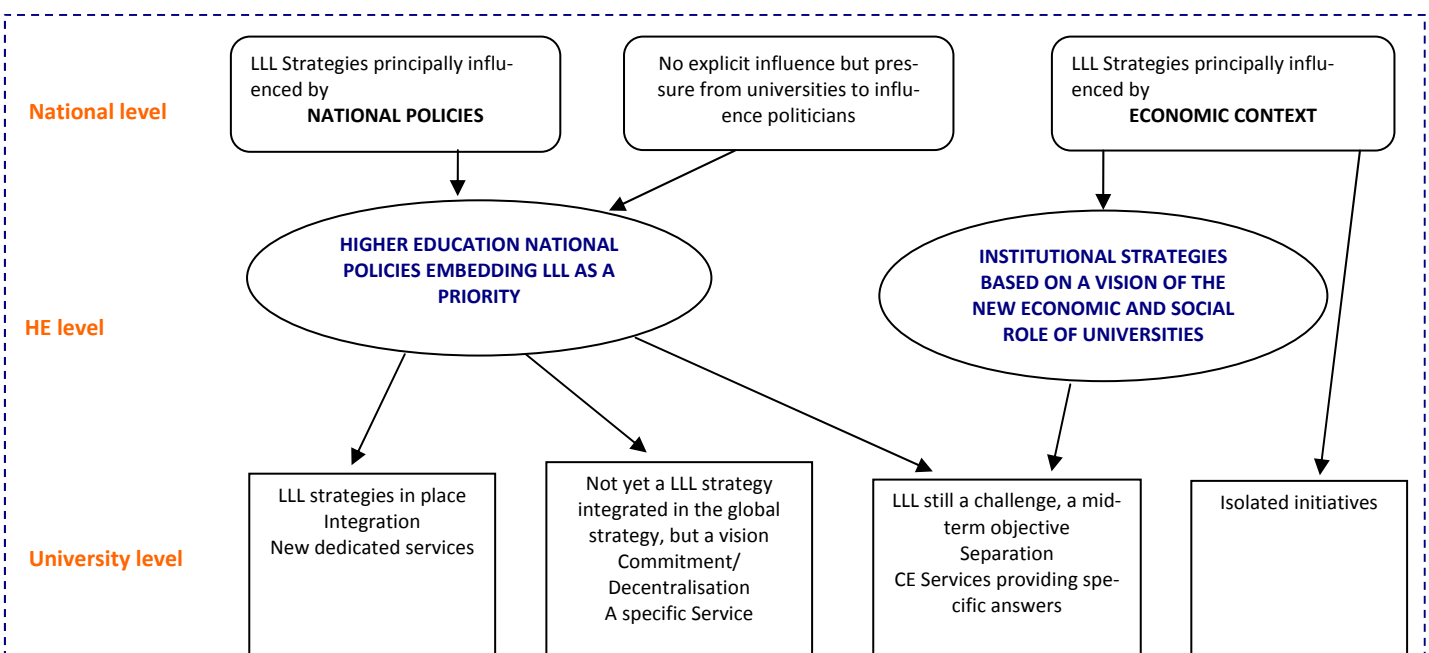 National level
LLL Strategies principally influ-
enced by
NATIONAL POLICIES
No explicit influence but pres-
sure from universities to influ-
ence politicians
LLL Strategies principally influ-
enced by
ECONOMIC CONTEXT
HE level
HIGHER EDUCATION NATIONAL
POLICIES EMBEDDING LLL AS A
PRIORITY
INSTITUTIONAL STRATEGIES
BASED ON A VISION OF THE
NEW ECONOMIC AND SOCIAL
ROLE OF UNIVERSITIES
University level
LLL strategies in place
Integration
New dedicated services
Not yet a LLL strategy
integrated in the global
strategy, but a vision
Commitment/
Decentralisation
A specific Service
LLL still a challenge, a mid-
term objective
Separation
CE Services providing spe-
cific answers
Isolated initiatives